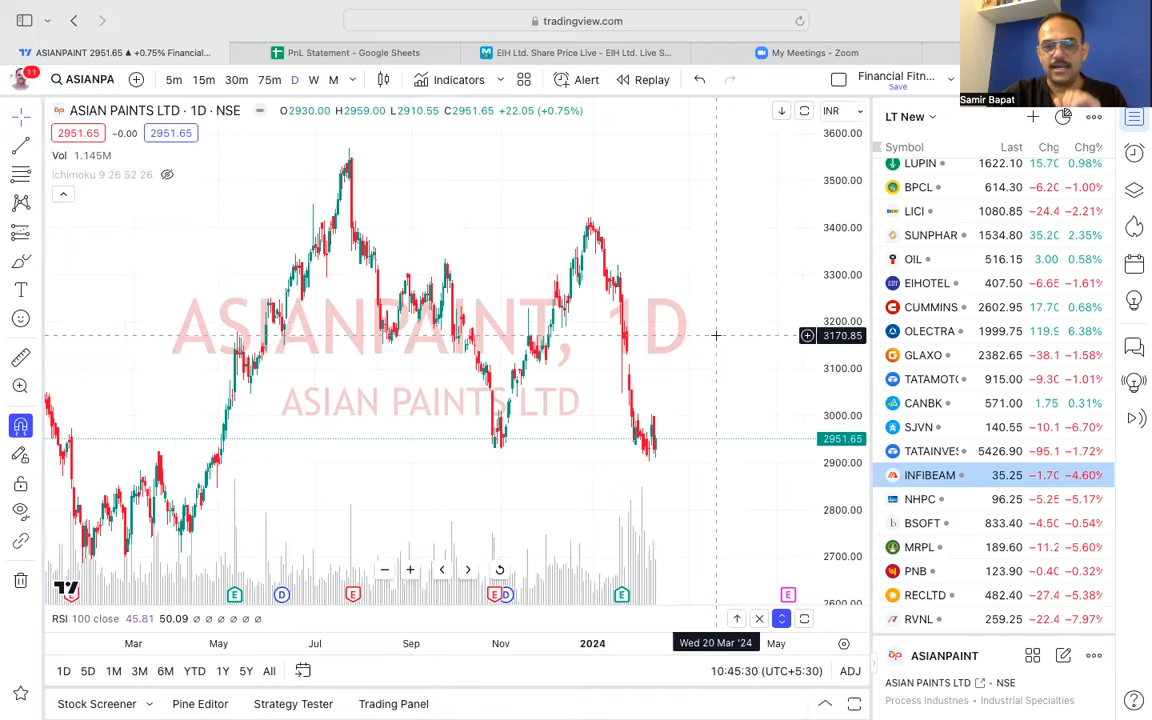 tradingview.com
ASIANPAINT 2951.65 ▲ +0.75% Financial...
PnL Statement - Google Sheets
EIH Ltd. Share Price Live - EIH Ltd. Live S...
My Meetings - Zoom
Samir Bapat
11
ASIANPA
5m 15m 30m 75m D W M
Indicators
Alert
Replay
Financial Fitn...
Save
ASIAN PAINTS LTD · 1D · NSE
O2930.00 H2959.00 L2910.55 C2951.65 +22.05 (+0.75%)
INR
2951.65 −0.00 2951.65
Vol 1.145M
ichimoku 9 26 52 26
ASIANPAINT, 1D
ASIAN PAINTS LTD
3600.00
3500.00
3400.00
3300.00
3200.00
3170.85
3100.00
3000.00
2951.65
2900.00
2800.00
2700.00
2600.00
E D E E D E E
RSI 100 close 45.81 50.09 ∅ ∅ ∅ ∅ ∅ ∅
Mar May Jul Sep Nov 2024 Wed 20 Mar '24 May
1D 5D 1M 3M 6M YTD 1Y 5Y All
10:45:30 (UTC+5:30) ADJ
Stock Screener
Pine Editor
Strategy Tester
Trading Panel
LT New
Symbol Last Chg Chg%
LUPIN 1622.10 15.70 0.98%
BPCL 614.30 −6.20 −1.00%
LICI 1080.85 −24.4 −2.21%
SUNPHAR 1534.80 35.20 2.35%
OIL 516.15 3.00 0.58%
EIHOTEL 407.50 −6.65 −1.61%
CUMMINS 2602.95 17.70 0.68%
OLECTRA 1999.75 119.9 6.38%
GLAXO 2382.65 −38.1 −1.58%
TATAMOT 915.00 −9.30 −1.01%
CANBK 571.00 1.75 0.31%
SJVN 140.55 −10.1 −6.70%
TATAINVES 5426.90 −95.1 −1.72%
INFIBEAM 35.25 −1.70 −4.60%
NHPC 96.25 −5.25 −5.17%
BSOFT 833.40 −4.50 −0.54%
MRPL 189.60 −11.2 −5.60%
PNB 123.90 −0.40 −0.32%
RECLTD 482.40 −27.4 −5.38%
RVNL 259.25 −22.4 −7.97%
ASIANPAINT
ASIAN PAINTS LTD · NSE
Process Industries · Industrial Specialties